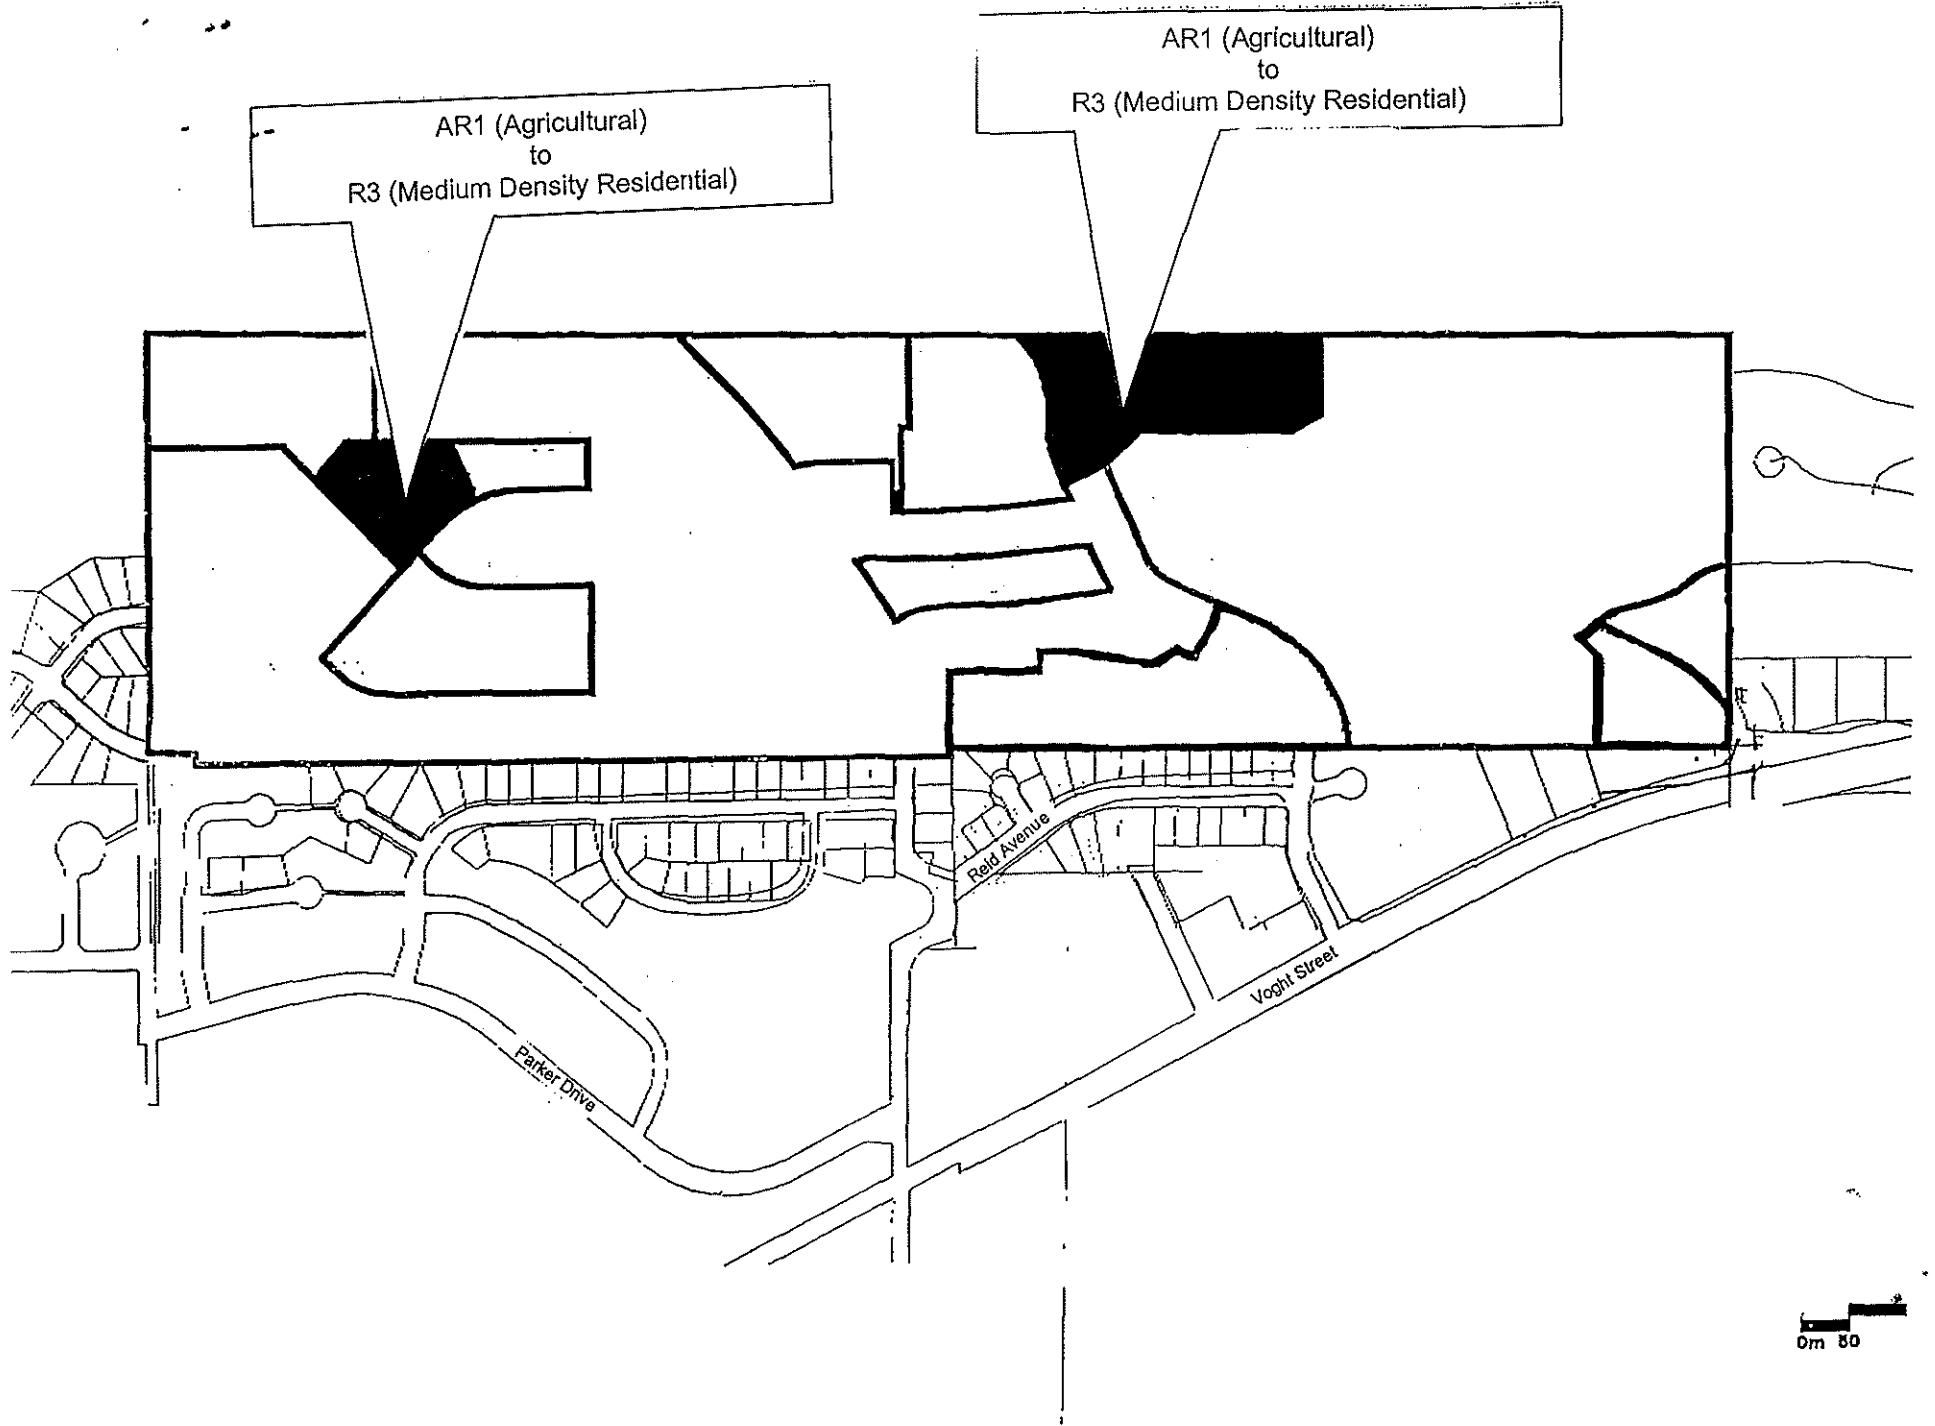 AR1 (Agricultural)
to
R3 (Medium Density Residential)
AR1 (Agricultural)
to
R3 (Medium Density Residential)
Reid Avenue
Voght Street
Parker Drive
0m 80